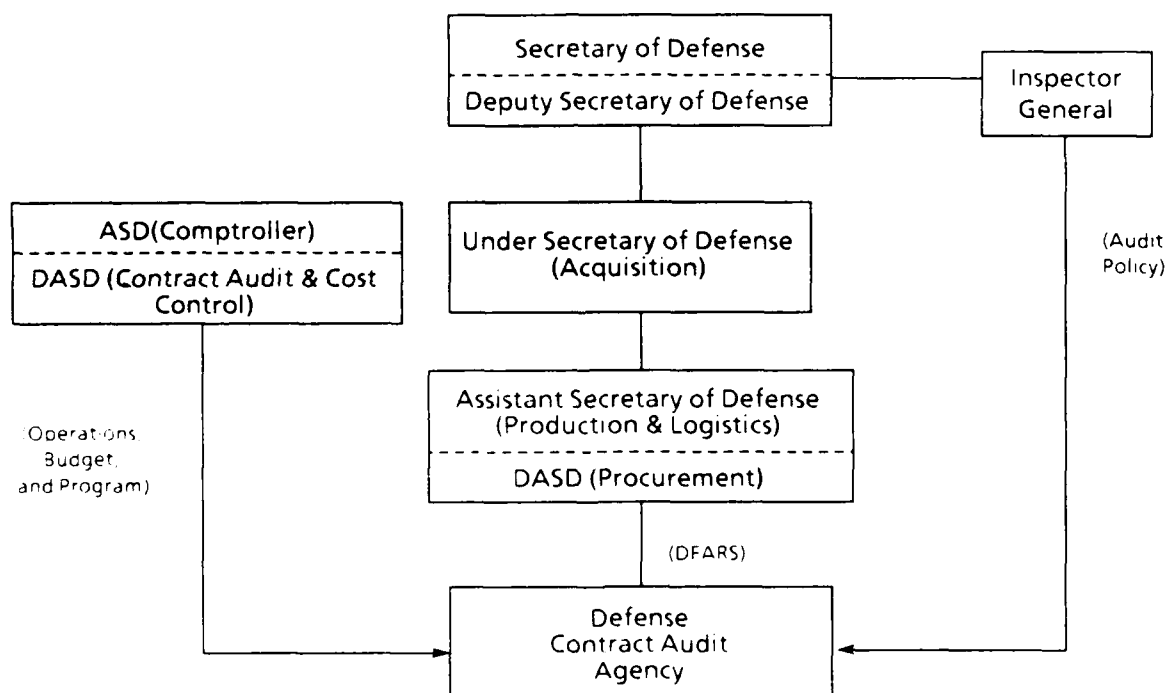 Secretary of Defense
Deputy Secretary of Defense
Inspector
General
ASD(Comptroller)
DASD (Contract Audit & Cost
Control)
Under Secretary of Defense
(Acquisition)
(Audit
Policy)
Assistant Secretary of Defense
(Production & Logistics)
DASD (Procurement)
(Operations,
Budget,
and Program)
(DFARS)
Defense
Contract Audit
Agency